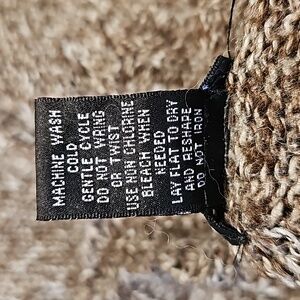 MACHINE WASH
COLD
GENTLE CYCLE
DO NOT WRING
OR TWIST
USE NON CHLORINE
BLEACH WHEN
NEEDED
LAY FLAT TO DRY
AND RESHAPE
DO NOT IRON